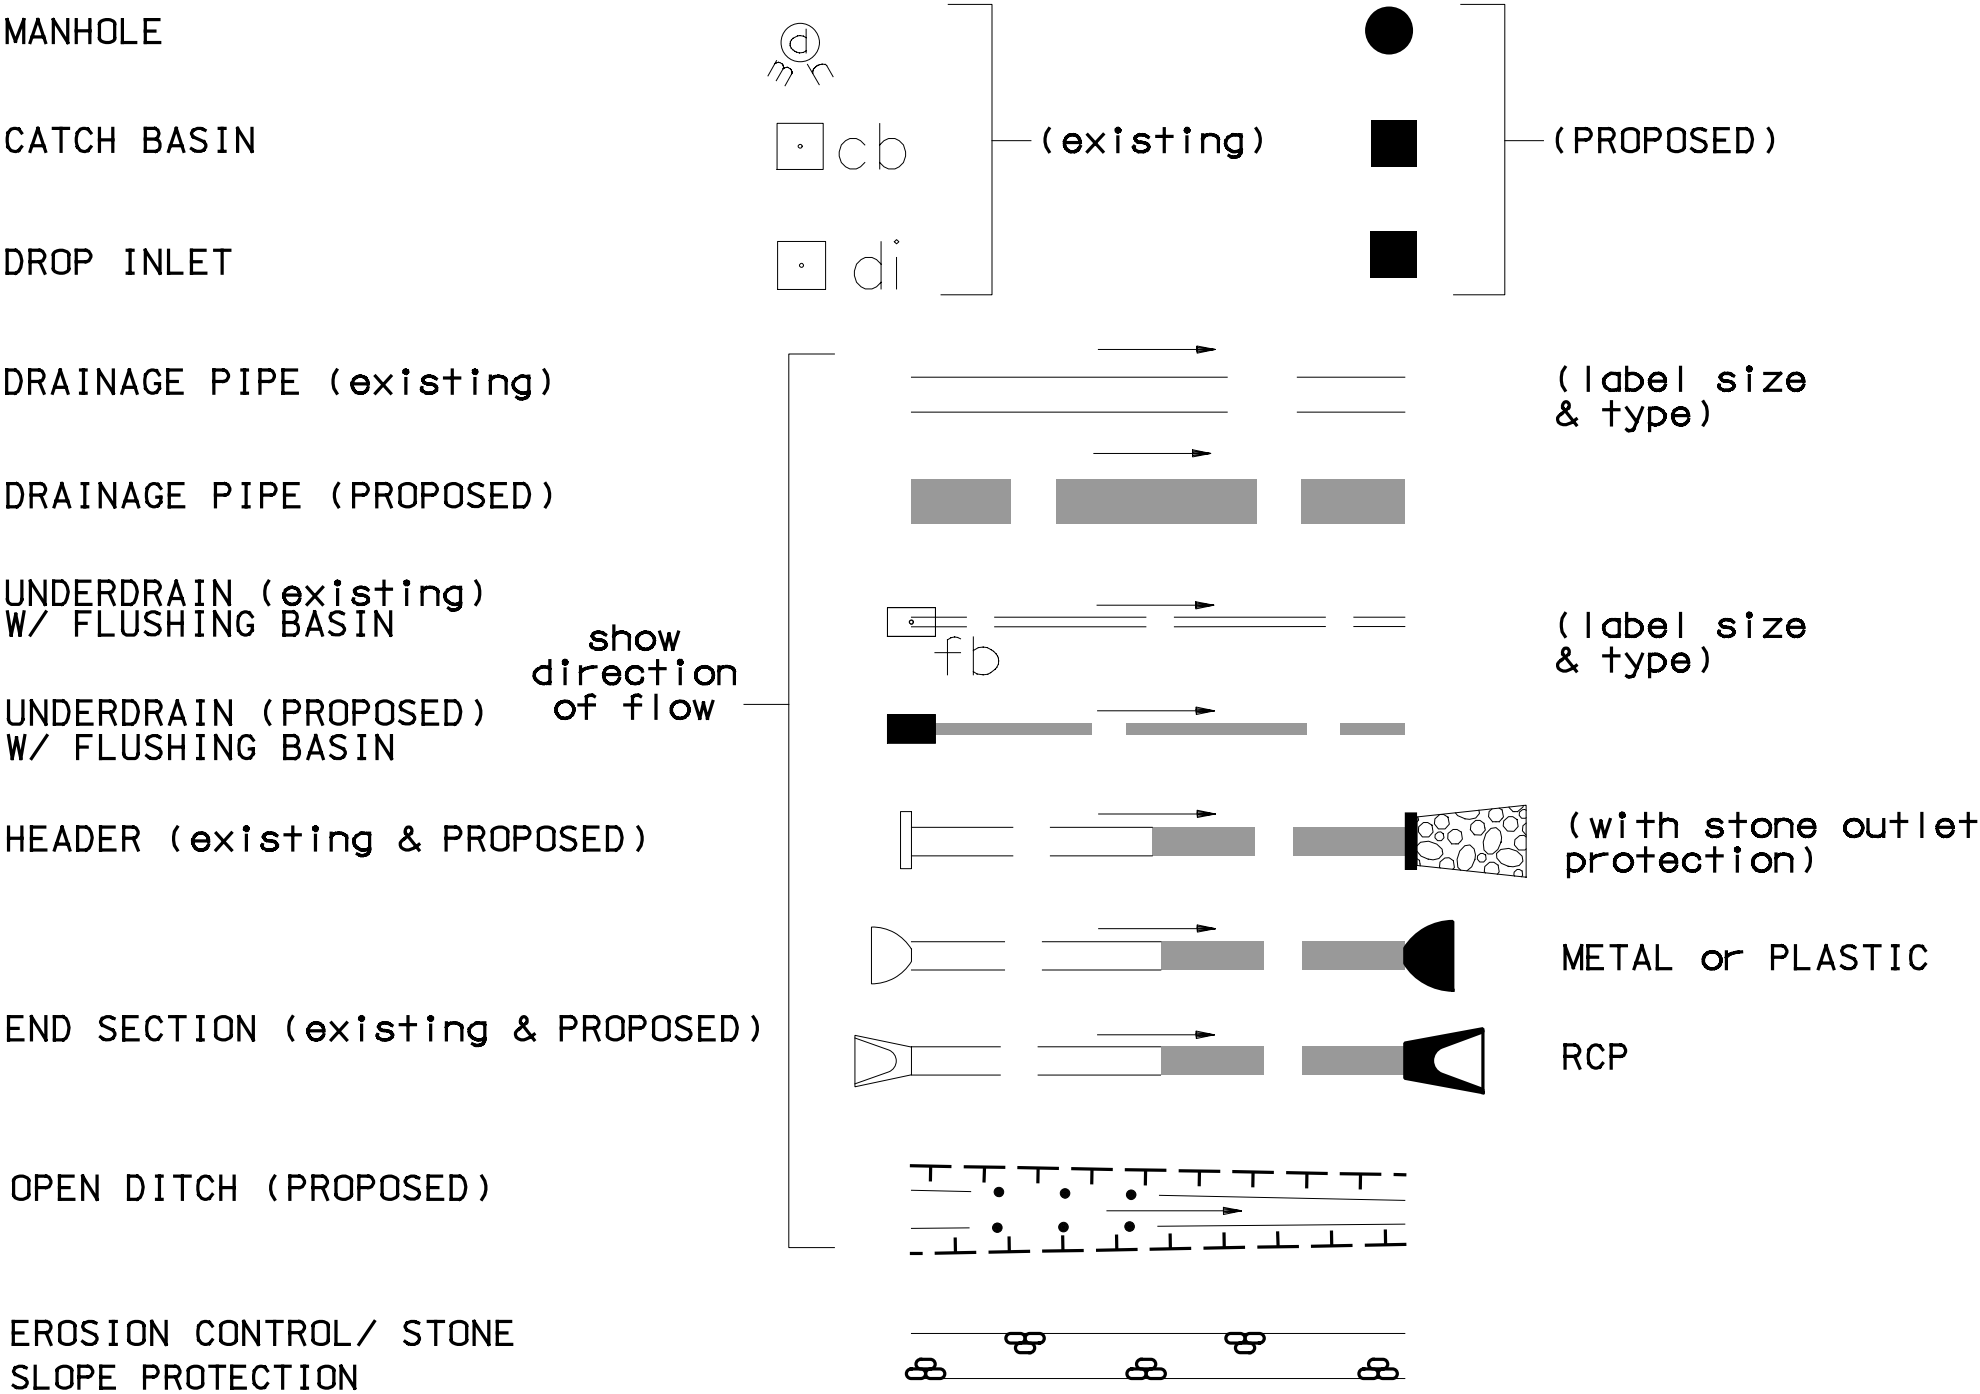 MANHOLE
d
m h
CATCH BASIN
cb
(existing)
(PROPOSED)
DROP INLET
di
DRAINAGE PIPE (existing)
(label size
& type)
DRAINAGE PIPE (PROPOSED)
UNDERDRAIN (existing)
W/ FLUSHING BASIN
fb
(label size
& type)
show
direction
of flow
UNDERDRAIN (PROPOSED)
W/ FLUSHING BASIN
HEADER (existing & PROPOSED)
(with stone outlet
protection)
METAL or PLASTIC
END SECTION (existing & PROPOSED)
RCP
OPEN DITCH (PROPOSED)
EROSION CONTROL/ STONE
SLOPE PROTECTION